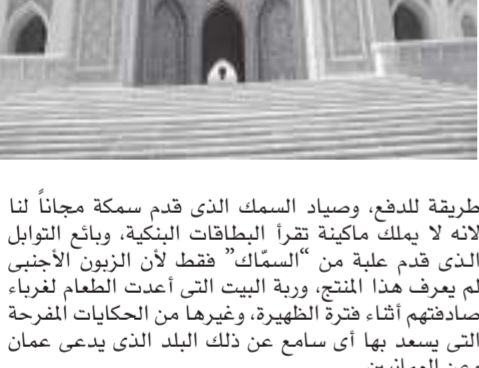 طريقة للدفع، وصياد السمك الذى قدم سمكة مجاناً لنا
لانه لا يملك ماكينة تقرأ البطاقات البنكية، وبائع التوابل
الذى قدم علبة من “السمّاك” فقط لأن الزبون الأجنبى
لم يعرف هذا المنتج، وربة البيت التى أعدت الطعام لغرباء
صادفتهم أثناء فترة الظهيرة، وغيرها من الحكايات المفرحة
التى يسعد بها أى سامع عن ذلك البلد الذى يدعى عمان